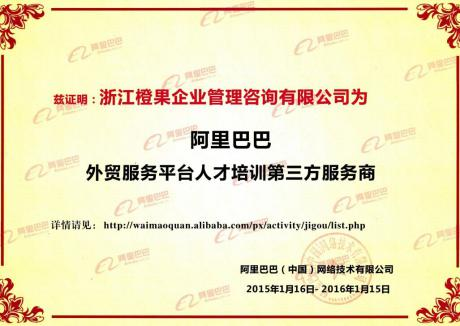 兹证明：浙江橙果企业管理咨询有限公司为
阿里巴巴
外贸服务平台人才培训第三方服务商
详情请见：http://waimaoquan.alibaba.com/px/activity/jigou/list.php
阿里巴巴（中国）网络技术有限公司
2015年1月16日- 2016年1月15日